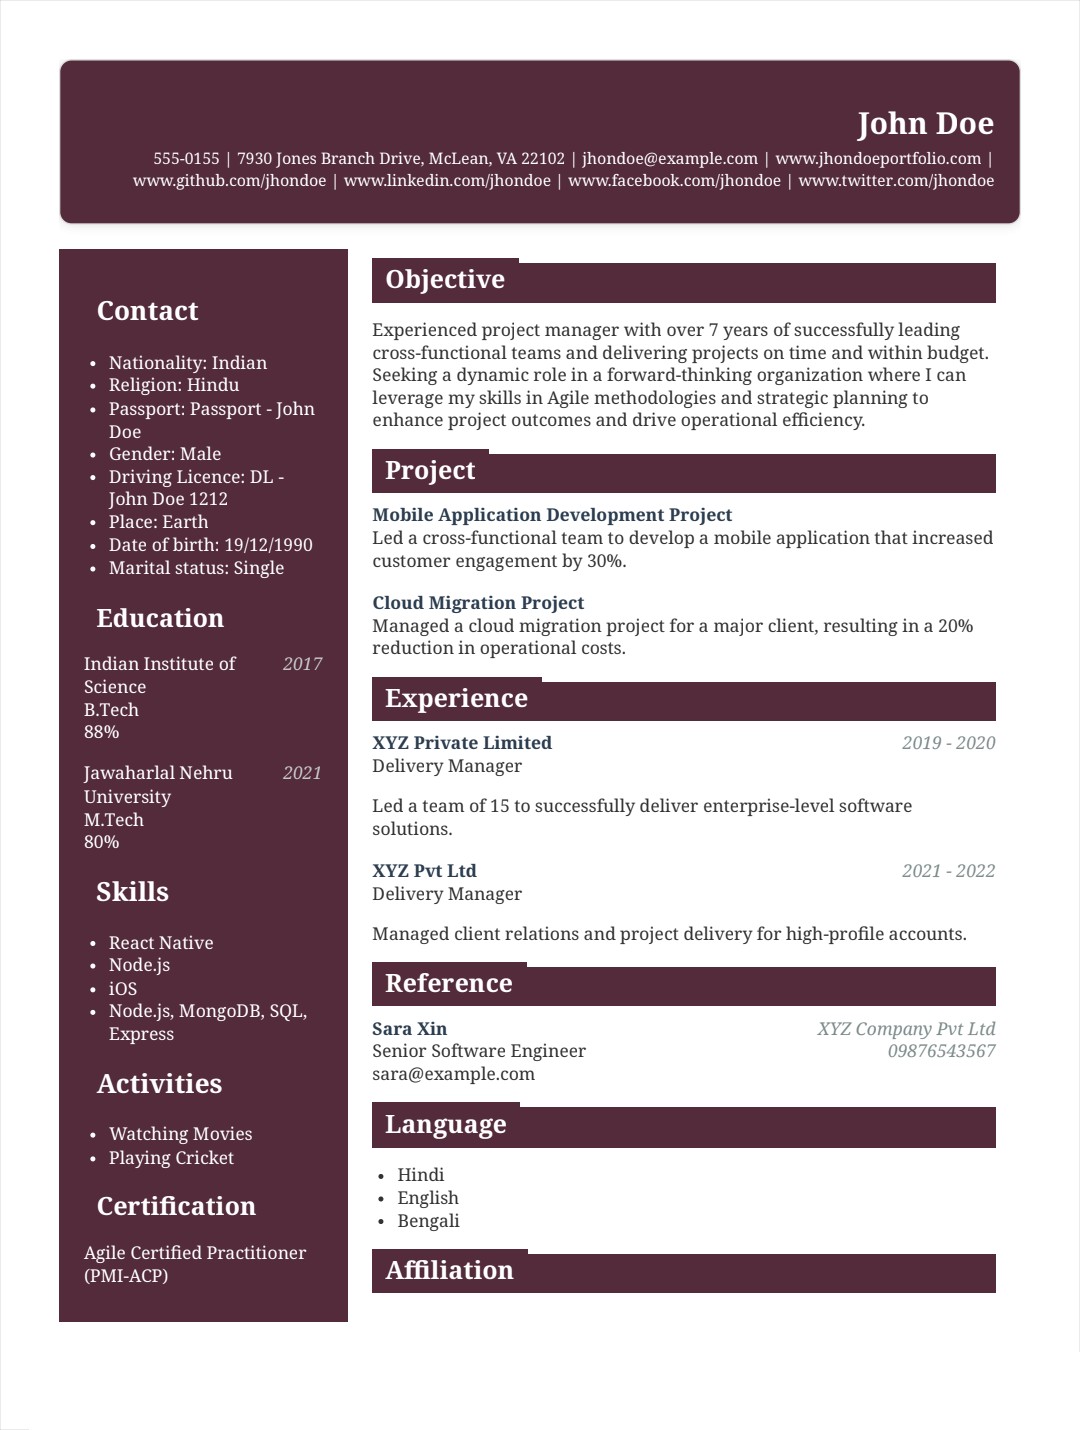 John Doe
555-0155 | 7930 Jones Branch Drive, McLean, VA 22102 | jhondoe@example.com | www.jhondoeportfolio.com |
www.github.com/jhondoe | www.linkedin.com/jhondoe | www.facebook.com/jhondoe | www.twitter.com/jhondoe
Contact
• Nationality: Indian
• Religion: Hindu
• Passport: Passport - John
Doe
• Gender: Male
• Driving Licence: DL -
John Doe 1212
• Place: Earth
• Date of birth: 19/12/1990
• Marital status: Single
Education
Indian Institute of 2017
Science
B.Tech
88%
Jawaharlal Nehru 2021
University
M.Tech
80%
Skills
• React Native
• Node.js
• iOS
• Node.js, MongoDB, SQL,
Express
Activities
• Watching Movies
• Playing Cricket
Certification
Agile Certified Practitioner
(PMI-ACP)
Objective
Experienced project manager with over 7 years of successfully leading
cross-functional teams and delivering projects on time and within budget.
Seeking a dynamic role in a forward-thinking organization where I can
leverage my skills in Agile methodologies and strategic planning to
enhance project outcomes and drive operational efficiency.
Project
Mobile Application Development Project
Led a cross-functional team to develop a mobile application that increased
customer engagement by 30%.
Cloud Migration Project
Managed a cloud migration project for a major client, resulting in a 20%
reduction in operational costs.
Experience
XYZ Private Limited 2019 - 2020
Delivery Manager
Led a team of 15 to successfully deliver enterprise-level software
solutions.
XYZ Pvt Ltd 2021 - 2022
Delivery Manager
Managed client relations and project delivery for high-profile accounts.
Reference
Sara Xin XYZ Company Pvt Ltd
Senior Software Engineer 09876543567
sara@example.com
Language
• Hindi
• English
• Bengali
Affiliation